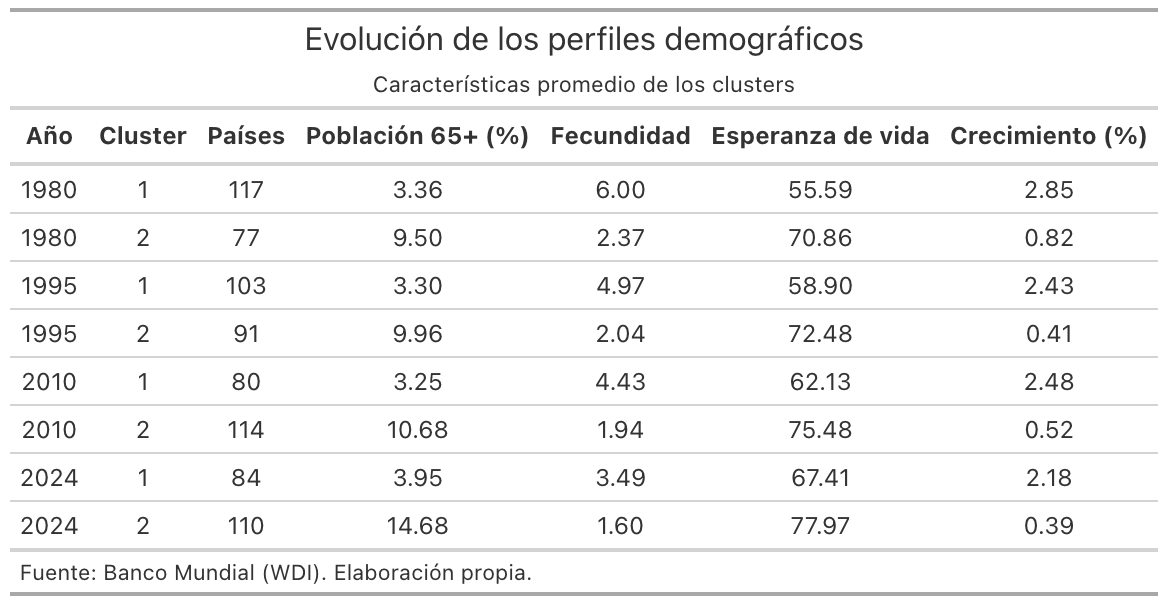 Evolución de los perfiles demográficos
Características promedio de los clusters
Año Cluster Países Población 65+ (%) Fecundidad Esperanza de vida Crecimiento (%)
1980 1 117 3.36 6.00 55.59 2.85
1980 2 77 9.50 2.37 70.86 0.82
1995 1 103 3.30 4.97 58.90 2.43
1995 2 91 9.96 2.04 72.48 0.41
2010 1 80 3.25 4.43 62.13 2.48
2010 2 114 10.68 1.94 75.48 0.52
2024 1 84 3.95 3.49 67.41 2.18
2024 2 110 14.68 1.60 77.97 0.39
Fuente: Banco Mundial (WDI). Elaboración propia.